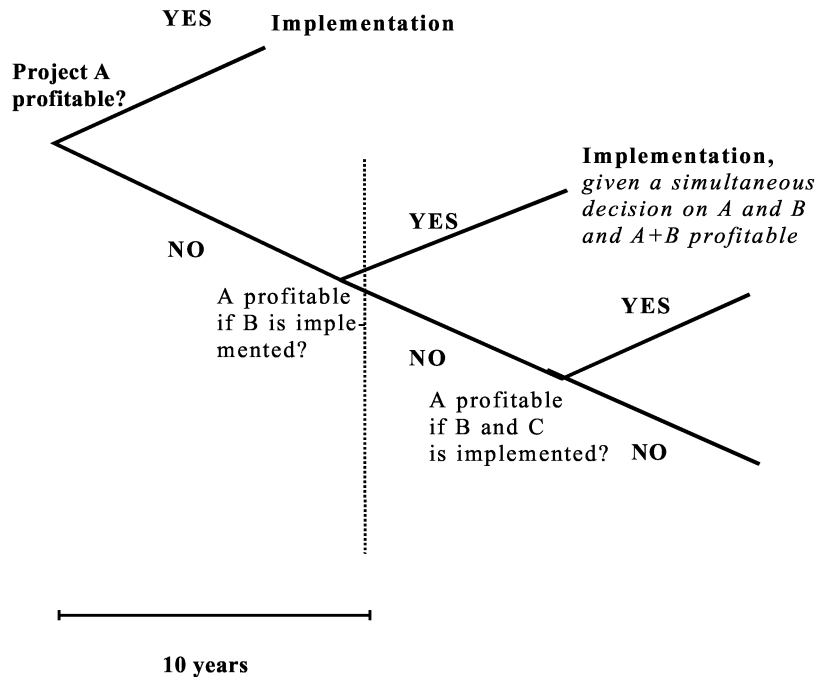 YES
Implementation
Project A
profitable?
Implementation,
given a simultaneous
decision on A and B
and A+B profitable
YES
NO
A profitable
if B is imple-
mented?
YES
NO
A profitable
if B and C
is implemented?
NO
10 years